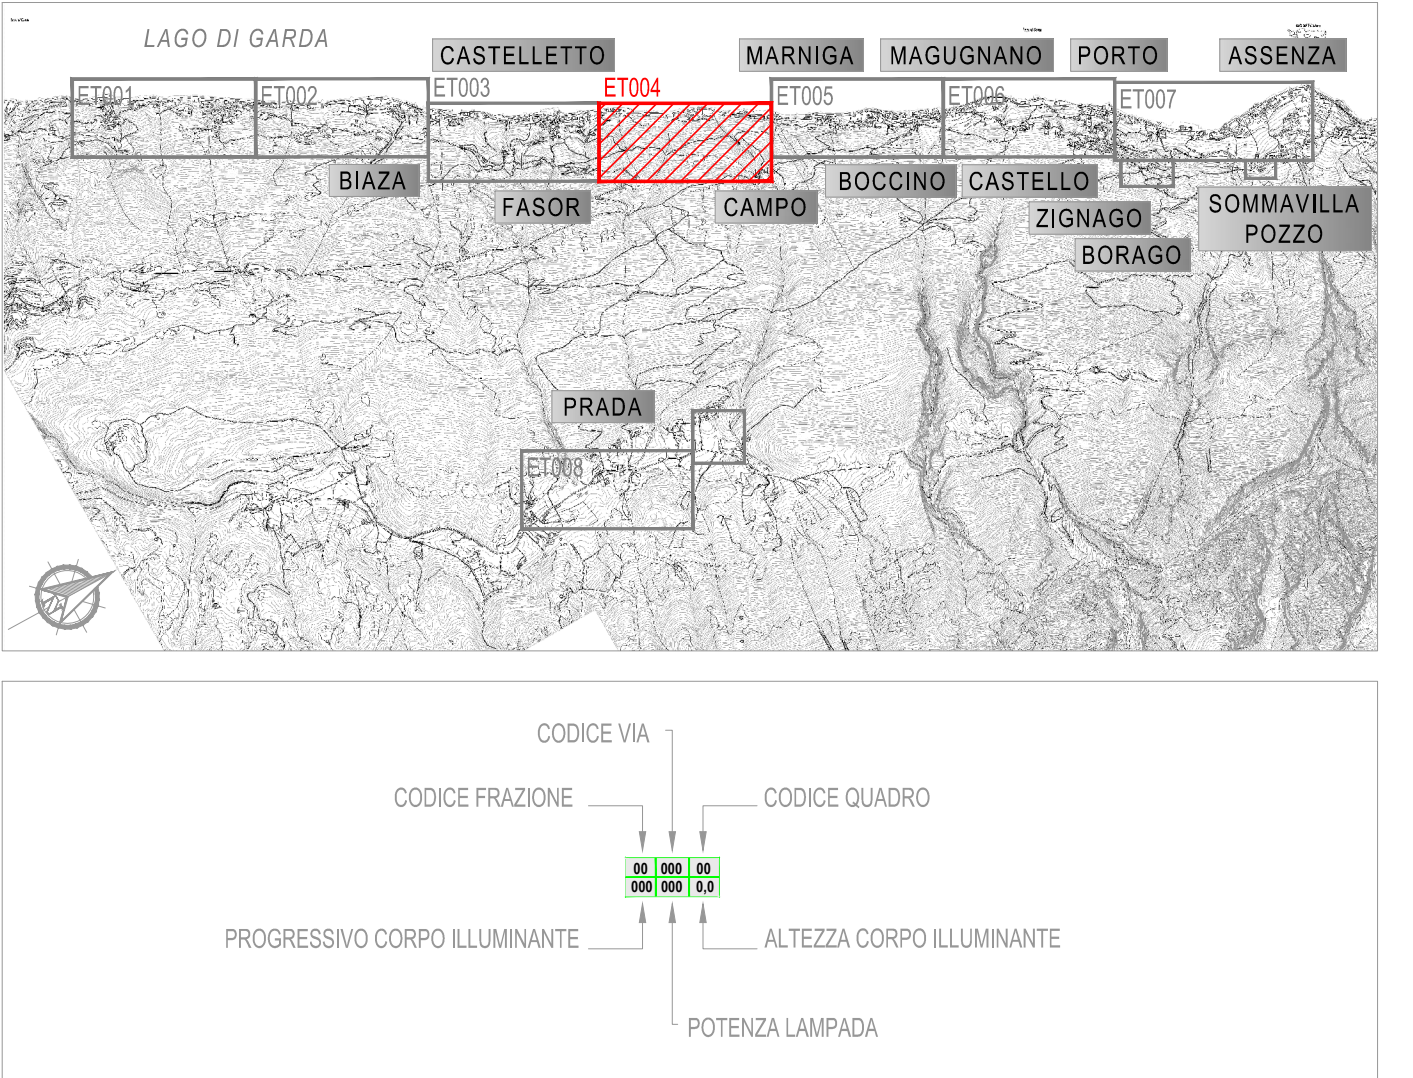 LAGO DI GARDA
CASTELLETTO
MARNIGA
MAGUGNANO
PORTO
ASSENZA
ET001
ET002
ET003
ET004
ET005
ET006
ET007
BIAZA
FASOR
CAMPO
BOCCINO
CASTELLO
ZIGNAGO
BORAGO
SOMMAVILLA
POZZO
PRADA
ET008
CODICE VIA
CODICE FRAZIONE
CODICE QUADRO
00 000 00
000 000 0,0
PROGRESSIVO CORPO ILLUMINANTE
ALTEZZA CORPO ILLUMINANTE
POTENZA LAMPADA